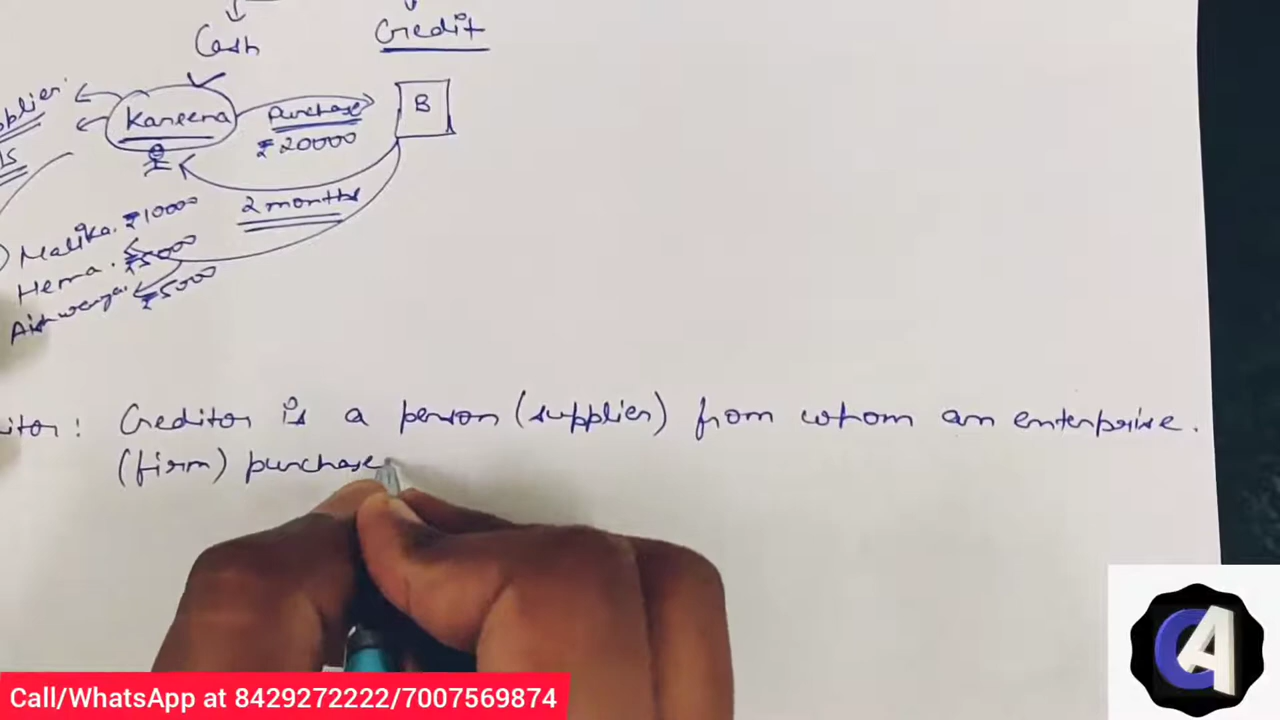 Cash
Credit
Kareena
purchase
B
₹20000
2 months
Malika. ₹10000
Hema. ₹5000
₹5000
Creditor is a person (supplier) from whom an enterprise.
(firm) purchase
CA
Call/WhatsApp at 8429272222/7007569874